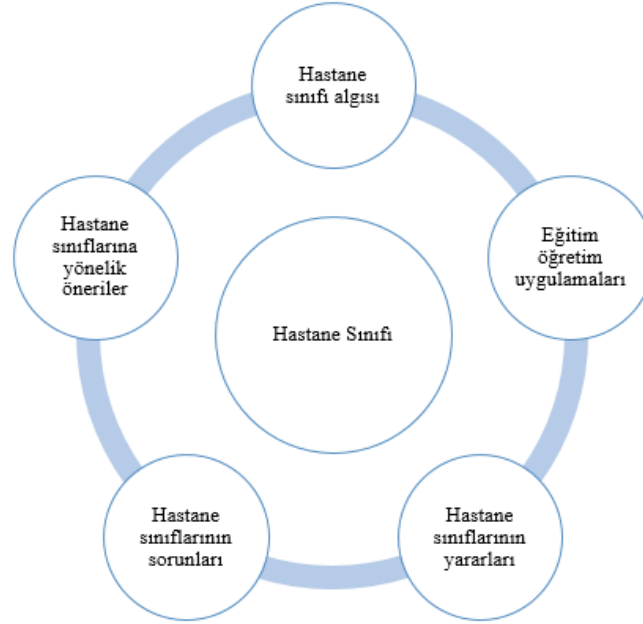 Hastane
sınıfı algısı
Eğitim
öğretim
uygulamaları
Hastane
sınıflarının
yararları
Hastane
sınıflarının
sorunları
Hastane
sınıflarına
yönelik
öneriler
Hastane Sınıfı